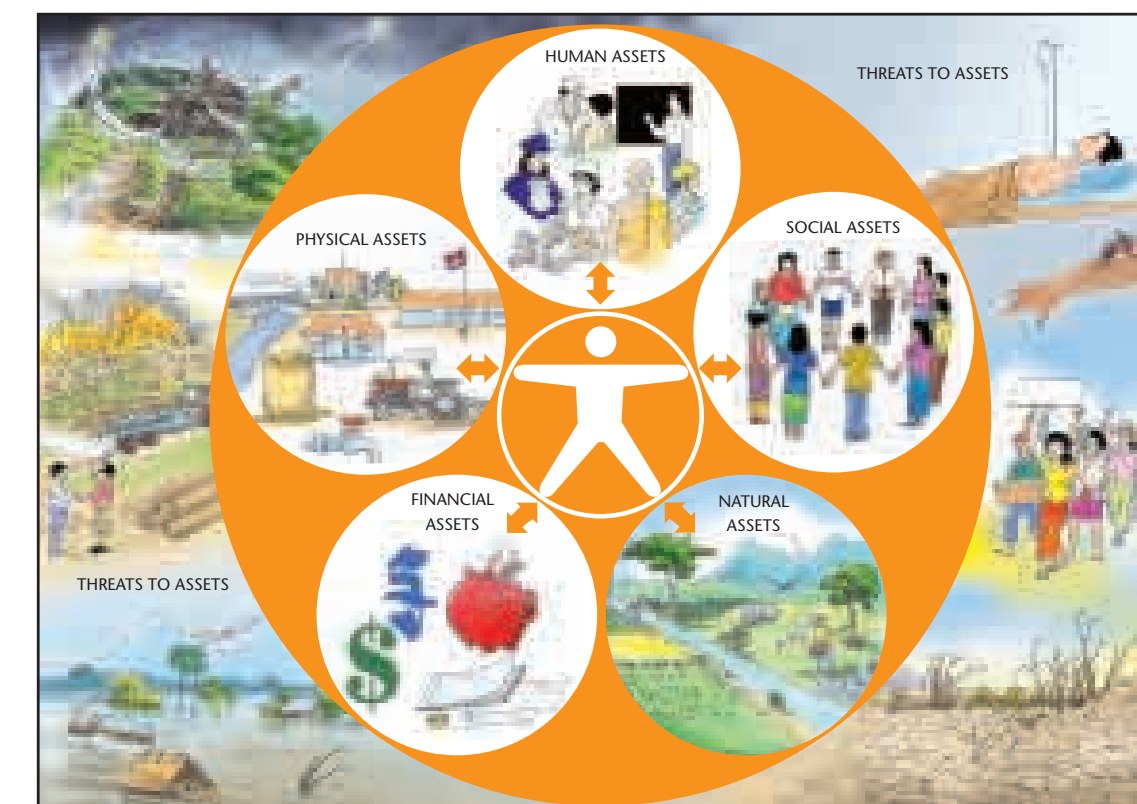 HUMAN ASSETS
THREATS TO ASSETS
PHYSICAL ASSETS
SOCIAL ASSETS
FINANCIAL
ASSETS
NATURAL
ASSETS
THREATS TO ASSETS
$